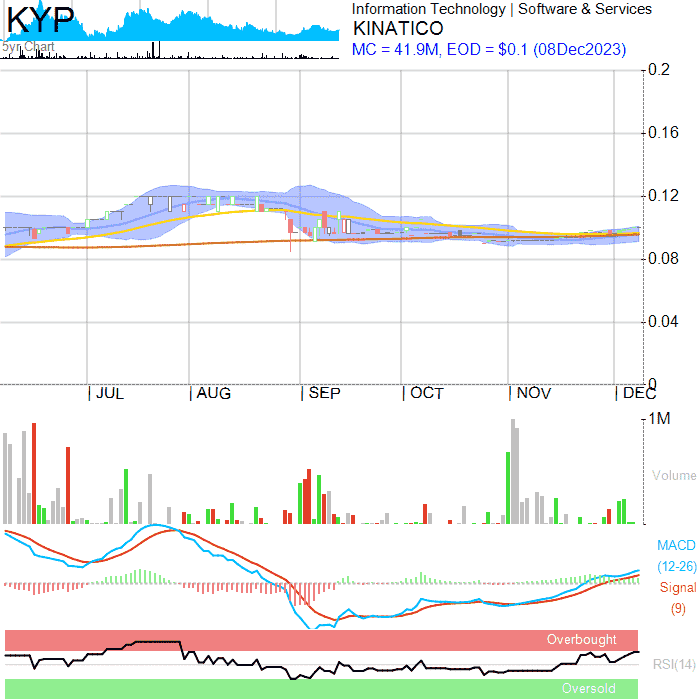 KYP
5yr Chart
Information Technology | Software & Services
KINATICO
MC = 41.9M, EOD = $0.1 (08Dec2023)
0.2
0.16
0.12
0.08
0.04
0
JUL AUG SEP OCT NOV DEC
1M
Volume
MACD
(12-26)
Signal
(9)
Overbought
RSI(14)
Oversold